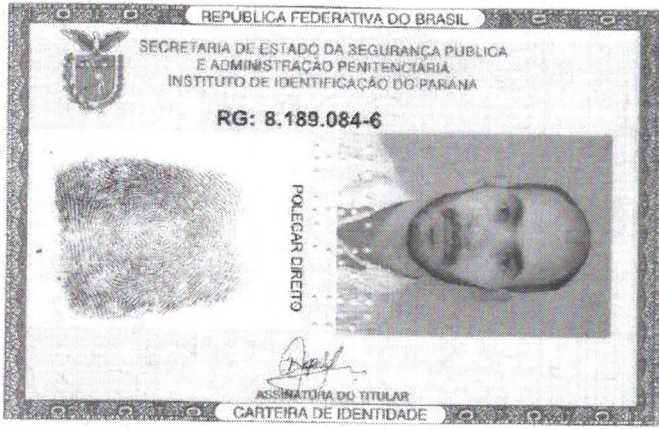 REPÚBLICA FEDERATIVA DO BRASIL
SECRETARIA DE ESTADO DA SEGURANÇA PÚBLICA
E ADMINISTRAÇÃO PENITENCIÁRIA
INSTITUTO DE IDENTIFICAÇÃO DO PARANÁ
RG: 8.189.084-6
POLEGAR DIREITO
ASSINATURA DO TITULAR
CARTEIRA DE IDENTIDADE